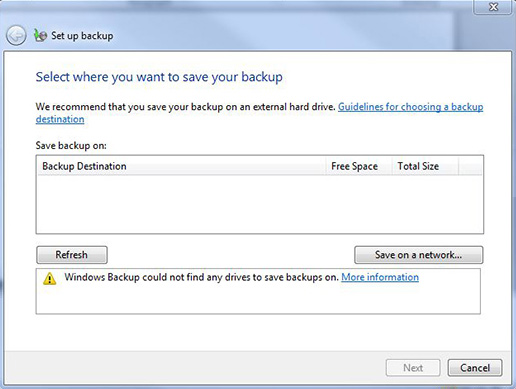 Set up backup
Select where you want to save your backup
We recommend that you save your backup on an external hard drive. Guidelines for choosing a backup
destination
Save backup on:
Backup Destination Free Space Total Size
Refresh Save on a network...
Windows Backup could not find any drives to save backups on. More information
Next Cancel